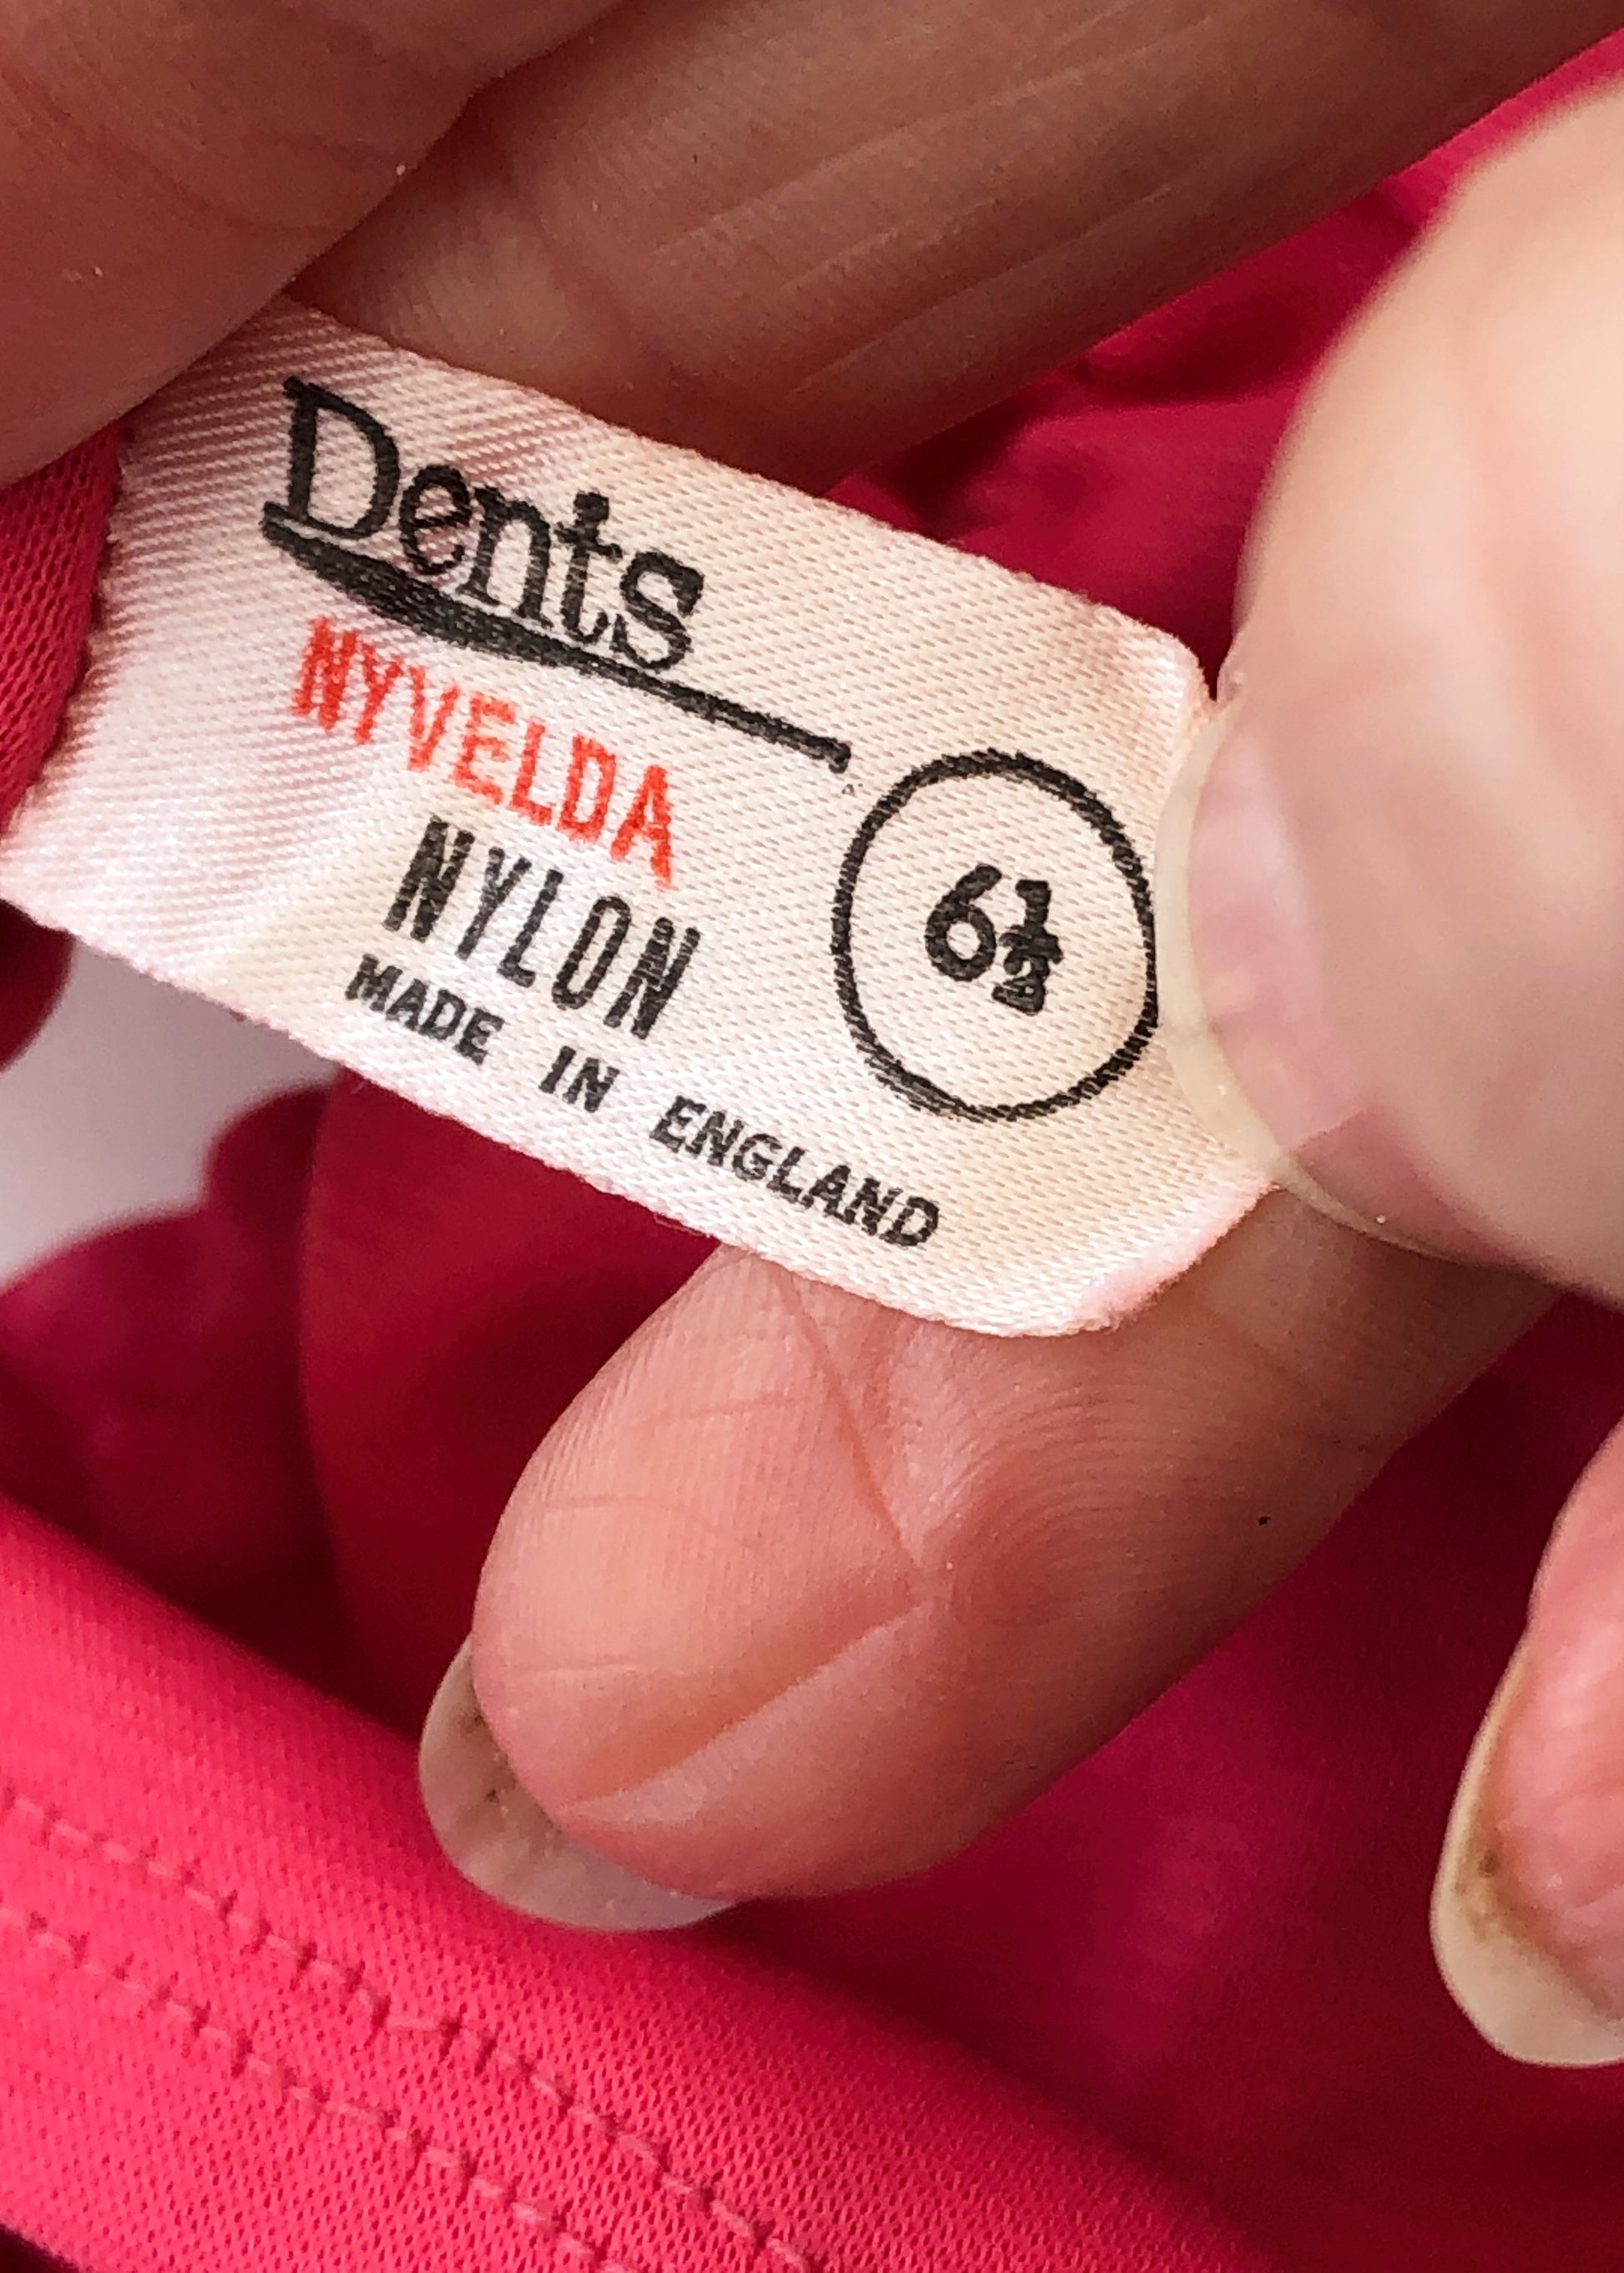 Dents
NYVELDA
NYLON
6½
MADE IN ENGLAND